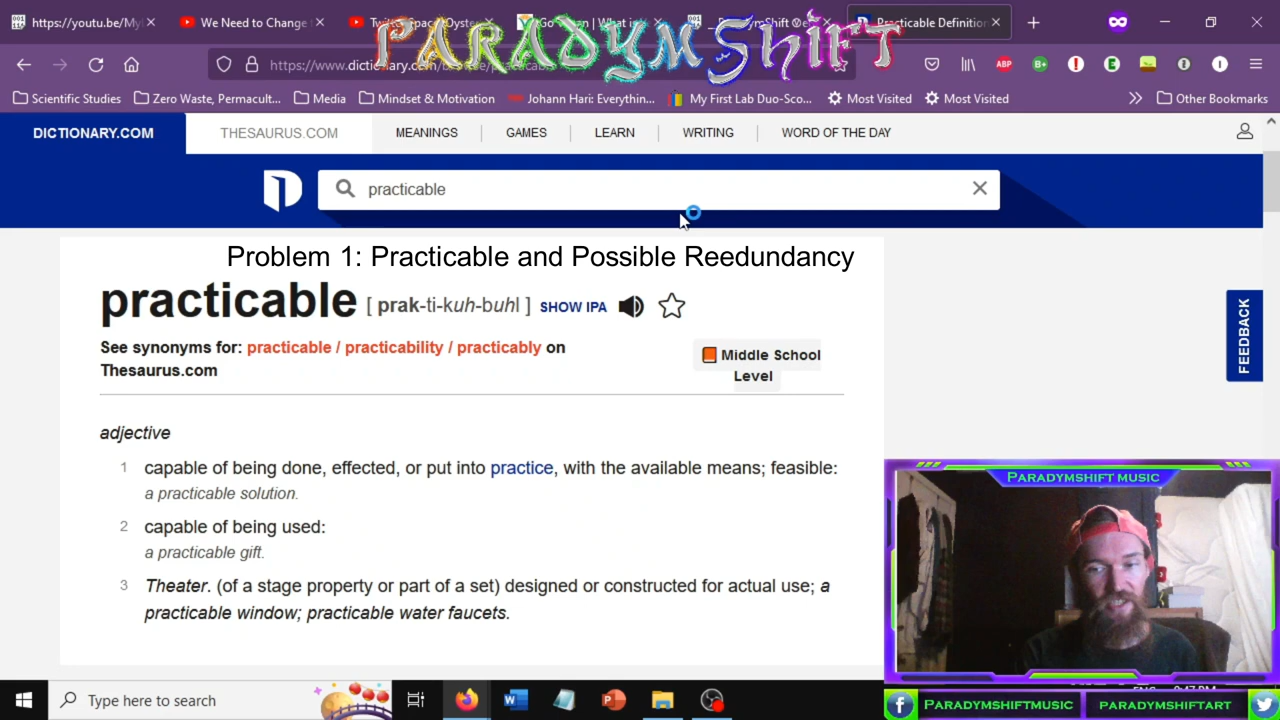 https://youtu.be/My
We Need to Change
PARADYMSHIFT
Practicable Definition
https://www.dictionary.com/
ABP
B+
Scientific Studies
Zero Waste, Permacult...
Media
Mindset & Motivation
Johann Hari: Everythin...
My First Lab Duo-Sco...
Most Visited
Most Visited
Other Bookmarks
DICTIONARY.COM
THESAURUS.COM
MEANINGS
GAMES
LEARN
WRITING
WORD OF THE DAY
practicable
Problem 1: Practicable and Possible Reedundancy
practicable [ prak-ti-kuh-buhl ] SHOW IPA
See synonyms for: practicable / practicability / practicably on
Thesaurus.com
Middle School
Level
FEEDBACK
adjective
1 capable of being done, effected, or put into practice, with the available means; feasible:
a practicable solution.
2 capable of being used:
a practicable gift.
3 Theater. (of a stage property or part of a set) designed or constructed for actual use; a
practicable window; practicable water faucets.
PARADYMSHIFT MUSIC
Type here to search
PARADYMSHIFTMUSIC
PARADYMSHIFTART